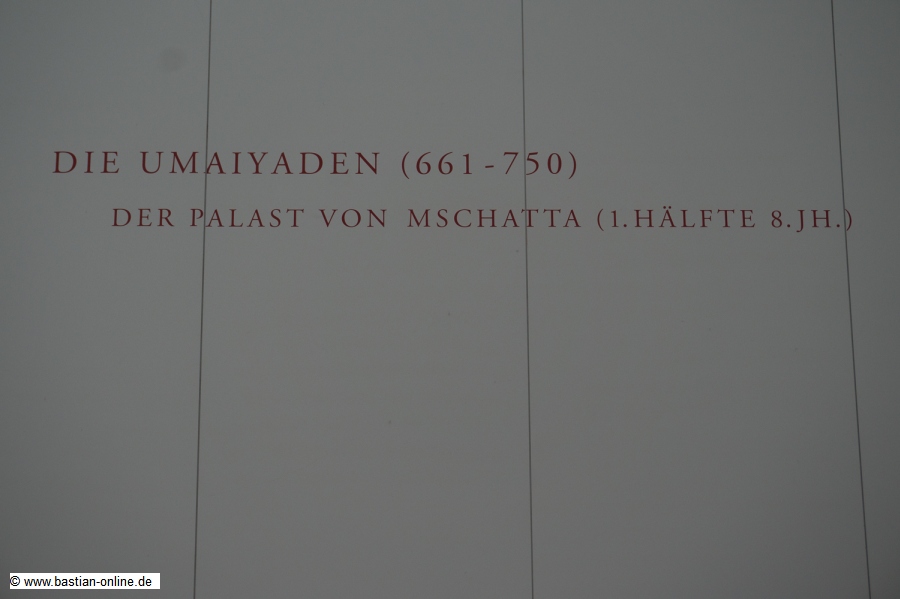 DIE UMAIYADEN (661-750)
DER PALAST VON MSCHATTA (1.HÄLFTE 8.JH.)
© www.bastian-online.de